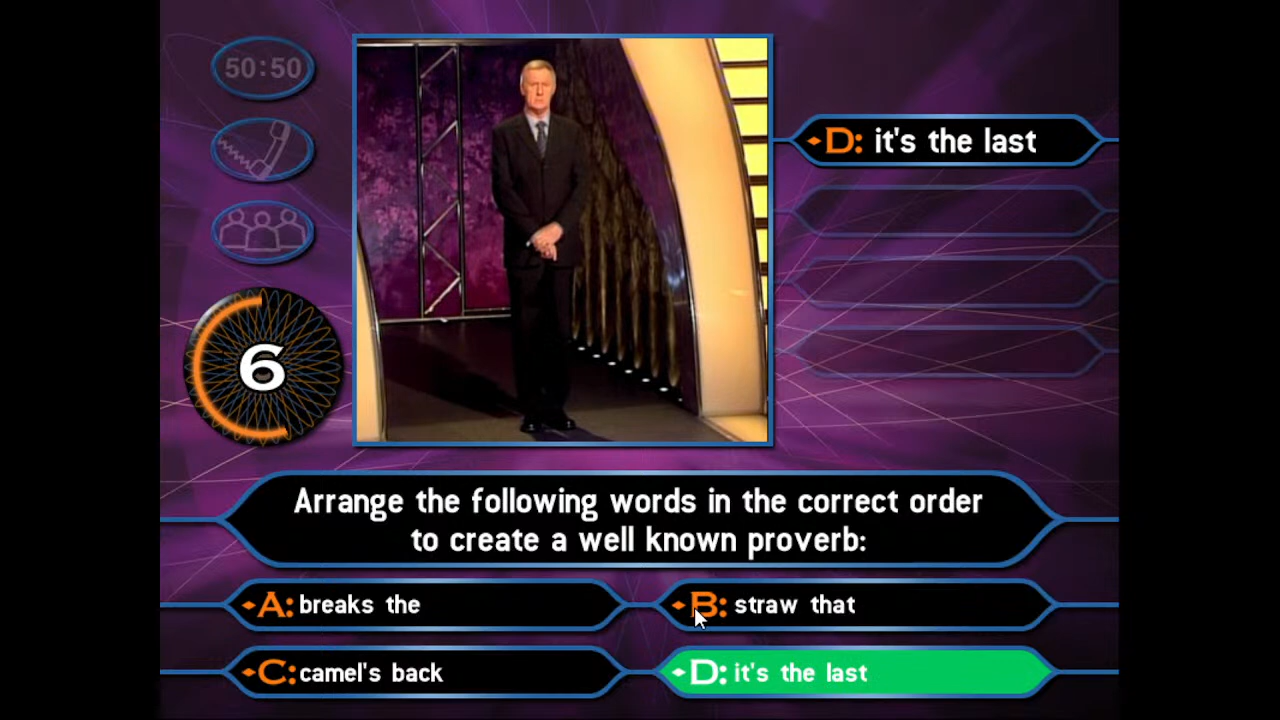 50:50
D: it's the last
6
Arrange the following words in the correct order
to create a well known proverb:
A: breaks the
B: straw that
C: camel's back
D: it's the last